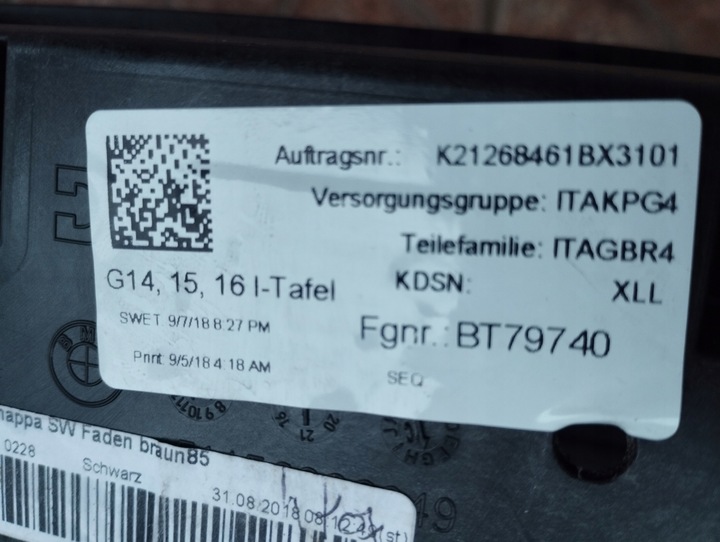 Auftragsnr.: K21268461BX3101
Versorgungsgruppe: ITAKPG4
Teilefamilie: ITAGBR4
G14, 15, 16 I-Tafel
KDSN: XLL
SWET 9/7/18 8:27 PM
Fgnr.: BT79740
Print 9/5/18 4:18 AM
SEQ
nappa SW Faden braun85
0228
Schwarz
31.08.2018